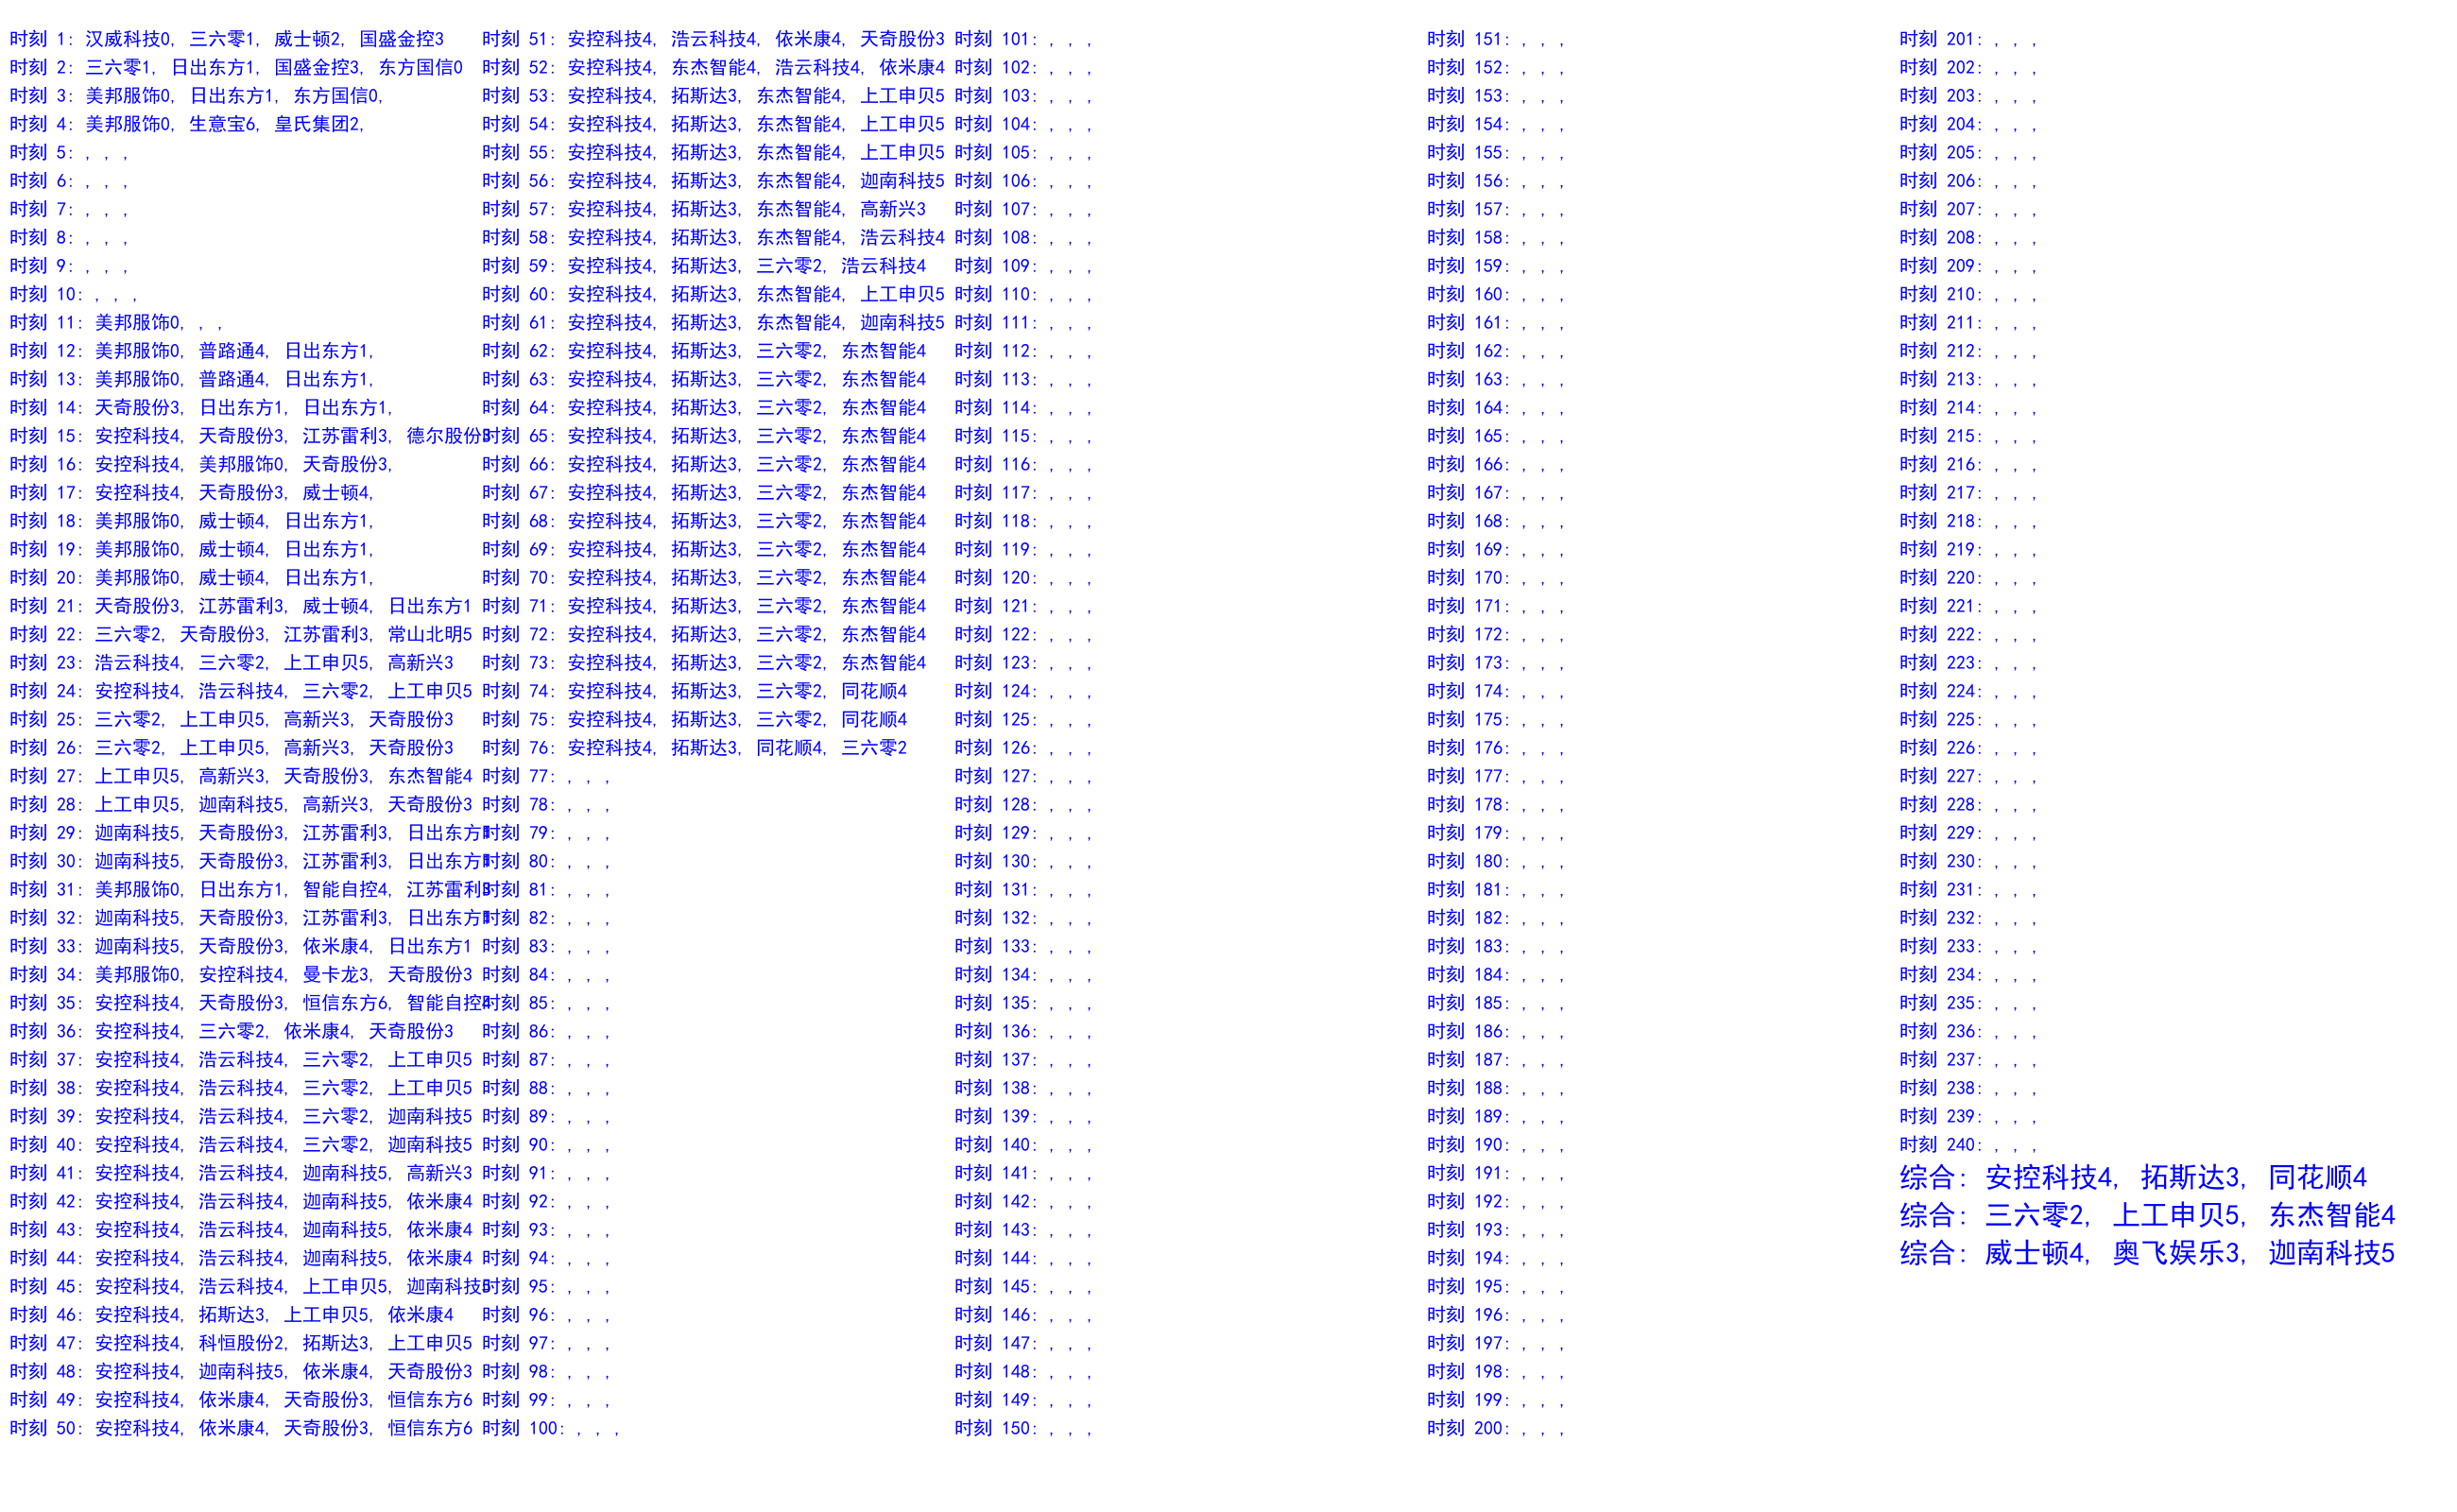 时刻 1: 汉威科技0, 三六零1, 威士顿2, 国盛金控3
时刻 2: 三六零1, 日出东方1, 国盛金控3, 东方国信0
时刻 3: 美邦服饰0, 日出东方1, 东方国信0,
时刻 4: 美邦服饰0, 生意宝6, 皇氏集团2,
时刻 5: , , ,
时刻 6: , , ,
时刻 7: , , ,
时刻 8: , , ,
时刻 9: , , ,
时刻 10: , , ,
时刻 11: 美邦服饰0, , ,
时刻 12: 美邦服饰0, 普路通4, 日出东方1,
时刻 13: 美邦服饰0, 普路通4, 日出东方1,
时刻 14: 天奇股份3, 日出东方1, 日出东方1,
时刻 15: 安控科技4, 天奇股份3, 江苏雷利3, 德尔股份3
时刻 16: 安控科技4, 美邦服饰0, 天奇股份3,
时刻 17: 安控科技4, 天奇股份3, 威士顿4,
时刻 18: 美邦服饰0, 威士顿4, 日出东方1,
时刻 19: 美邦服饰0, 威士顿4, 日出东方1,
时刻 20: 美邦服饰0, 威士顿4, 日出东方1,
时刻 21: 天奇股份3, 江苏雷利3, 威士顿4, 日出东方1
时刻 22: 三六零2, 天奇股份3, 江苏雷利3, 常山北明5
时刻 23: 浩云科技4, 三六零2, 上工申贝5, 高新兴3
时刻 24: 安控科技4, 浩云科技4, 三六零2, 上工申贝5
时刻 25: 三六零2, 上工申贝5, 高新兴3, 天奇股份3
时刻 26: 三六零2, 上工申贝5, 高新兴3, 天奇股份3
时刻 27: 上工申贝5, 高新兴3, 天奇股份3, 东杰智能4
时刻 28: 上工申贝5, 迦南科技5, 高新兴3, 天奇股份3
时刻 29: 迦南科技5, 天奇股份3, 江苏雷利3, 日出东方1
时刻 30: 迦南科技5, 天奇股份3, 江苏雷利3, 日出东方1
时刻 31: 美邦服饰0, 日出东方1, 智能自控4, 江苏雷利3
时刻 32: 迦南科技5, 天奇股份3, 江苏雷利3, 日出东方1
时刻 33: 迦南科技5, 天奇股份3, 依米康4, 日出东方1
时刻 34: 美邦服饰0, 安控科技4, 曼卡龙3, 天奇股份3
时刻 35: 安控科技4, 天奇股份3, 恒信东方6, 智能自控4
时刻 36: 安控科技4, 三六零2, 依米康4, 天奇股份3
时刻 37: 安控科技4, 浩云科技4, 三六零2, 上工申贝5
时刻 38: 安控科技4, 浩云科技4, 三六零2, 上工申贝5
时刻 39: 安控科技4, 浩云科技4, 三六零2, 迦南科技5
时刻 40: 安控科技4, 浩云科技4, 三六零2, 迦南科技5
时刻 41: 安控科技4, 浩云科技4, 迦南科技5, 高新兴3
时刻 42: 安控科技4, 浩云科技4, 迦南科技5, 依米康4
时刻 43: 安控科技4, 浩云科技4, 迦南科技5, 依米康4
时刻 44: 安控科技4, 浩云科技4, 迦南科技5, 依米康4
时刻 45: 安控科技4, 浩云科技4, 上工申贝5, 迦南科技5
时刻 46: 安控科技4, 拓斯达3, 上工申贝5, 依米康4
时刻 47: 安控科技4, 科恒股份2, 拓斯达3, 上工申贝5
时刻 48: 安控科技4, 迦南科技5, 依米康4, 天奇股份3
时刻 49: 安控科技4, 依米康4, 天奇股份3, 恒信东方6
时刻 50: 安控科技4, 依米康4, 天奇股份3, 恒信东方6
时刻 51: 安控科技4, 浩云科技4, 依米康4, 天奇股份3
时刻 52: 安控科技4, 东杰智能4, 浩云科技4, 依米康4
时刻 53: 安控科技4, 拓斯达3, 东杰智能4, 上工申贝5
时刻 54: 安控科技4, 拓斯达3, 东杰智能4, 上工申贝5
时刻 55: 安控科技4, 拓斯达3, 东杰智能4, 上工申贝5
时刻 56: 安控科技4, 拓斯达3, 东杰智能4, 迦南科技5
时刻 57: 安控科技4, 拓斯达3, 东杰智能4, 高新兴3
时刻 58: 安控科技4, 拓斯达3, 东杰智能4, 浩云科技4
时刻 59: 安控科技4, 拓斯达3, 三六零2, 浩云科技4
时刻 60: 安控科技4, 拓斯达3, 东杰智能4, 上工申贝5
时刻 61: 安控科技4, 拓斯达3, 东杰智能4, 迦南科技5
时刻 62: 安控科技4, 拓斯达3, 三六零2, 东杰智能4
时刻 63: 安控科技4, 拓斯达3, 三六零2, 东杰智能4
时刻 64: 安控科技4, 拓斯达3, 三六零2, 东杰智能4
时刻 65: 安控科技4, 拓斯达3, 三六零2, 东杰智能4
时刻 66: 安控科技4, 拓斯达3, 三六零2, 东杰智能4
时刻 67: 安控科技4, 拓斯达3, 三六零2, 东杰智能4
时刻 68: 安控科技4, 拓斯达3, 三六零2, 东杰智能4
时刻 69: 安控科技4, 拓斯达3, 三六零2, 东杰智能4
时刻 70: 安控科技4, 拓斯达3, 三六零2, 东杰智能4
时刻 71: 安控科技4, 拓斯达3, 三六零2, 东杰智能4
时刻 72: 安控科技4, 拓斯达3, 三六零2, 东杰智能4
时刻 73: 安控科技4, 拓斯达3, 三六零2, 东杰智能4
时刻 74: 安控科技4, 拓斯达3, 三六零2, 同花顺4
时刻 75: 安控科技4, 拓斯达3, 三六零2, 同花顺4
时刻 76: 安控科技4, 拓斯达3, 同花顺4, 三六零2
时刻 77: , , ,
时刻 78: , , ,
时刻 79: , , ,
时刻 80: , , ,
时刻 81: , , ,
时刻 82: , , ,
时刻 83: , , ,
时刻 84: , , ,
时刻 85: , , ,
时刻 86: , , ,
时刻 87: , , ,
时刻 88: , , ,
时刻 89: , , ,
时刻 90: , , ,
时刻 91: , , ,
时刻 92: , , ,
时刻 93: , , ,
时刻 94: , , ,
时刻 95: , , ,
时刻 96: , , ,
时刻 97: , , ,
时刻 98: , , ,
时刻 99: , , ,
时刻 100: , , ,
时刻 101: , , ,
时刻 102: , , ,
时刻 103: , , ,
时刻 104: , , ,
时刻 105: , , ,
时刻 106: , , ,
时刻 107: , , ,
时刻 108: , , ,
时刻 109: , , ,
时刻 110: , , ,
时刻 111: , , ,
时刻 112: , , ,
时刻 113: , , ,
时刻 114: , , ,
时刻 115: , , ,
时刻 116: , , ,
时刻 117: , , ,
时刻 118: , , ,
时刻 119: , , ,
时刻 120: , , ,
时刻 121: , , ,
时刻 122: , , ,
时刻 123: , , ,
时刻 124: , , ,
时刻 125: , , ,
时刻 126: , , ,
时刻 127: , , ,
时刻 128: , , ,
时刻 129: , , ,
时刻 130: , , ,
时刻 131: , , ,
时刻 132: , , ,
时刻 133: , , ,
时刻 134: , , ,
时刻 135: , , ,
时刻 136: , , ,
时刻 137: , , ,
时刻 138: , , ,
时刻 139: , , ,
时刻 140: , , ,
时刻 141: , , ,
时刻 142: , , ,
时刻 143: , , ,
时刻 144: , , ,
时刻 145: , , ,
时刻 146: , , ,
时刻 147: , , ,
时刻 148: , , ,
时刻 149: , , ,
时刻 150: , , ,
时刻 151: , , ,
时刻 152: , , ,
时刻 153: , , ,
时刻 154: , , ,
时刻 155: , , ,
时刻 156: , , ,
时刻 157: , , ,
时刻 158: , , ,
时刻 159: , , ,
时刻 160: , , ,
时刻 161: , , ,
时刻 162: , , ,
时刻 163: , , ,
时刻 164: , , ,
时刻 165: , , ,
时刻 166: , , ,
时刻 167: , , ,
时刻 168: , , ,
时刻 169: , , ,
时刻 170: , , ,
时刻 171: , , ,
时刻 172: , , ,
时刻 173: , , ,
时刻 174: , , ,
时刻 175: , , ,
时刻 176: , , ,
时刻 177: , , ,
时刻 178: , , ,
时刻 179: , , ,
时刻 180: , , ,
时刻 181: , , ,
时刻 182: , , ,
时刻 183: , , ,
时刻 184: , , ,
时刻 185: , , ,
时刻 186: , , ,
时刻 187: , , ,
时刻 188: , , ,
时刻 189: , , ,
时刻 190: , , ,
时刻 191: , , ,
时刻 192: , , ,
时刻 193: , , ,
时刻 194: , , ,
时刻 195: , , ,
时刻 196: , , ,
时刻 197: , , ,
时刻 198: , , ,
时刻 199: , , ,
时刻 200: , , ,
时刻 201: , , ,
时刻 202: , , ,
时刻 203: , , ,
时刻 204: , , ,
时刻 205: , , ,
时刻 206: , , ,
时刻 207: , , ,
时刻 208: , , ,
时刻 209: , , ,
时刻 210: , , ,
时刻 211: , , ,
时刻 212: , , ,
时刻 213: , , ,
时刻 214: , , ,
时刻 215: , , ,
时刻 216: , , ,
时刻 217: , , ,
时刻 218: , , ,
时刻 219: , , ,
时刻 220: , , ,
时刻 221: , , ,
时刻 222: , , ,
时刻 223: , , ,
时刻 224: , , ,
时刻 225: , , ,
时刻 226: , , ,
时刻 227: , , ,
时刻 228: , , ,
时刻 229: , , ,
时刻 230: , , ,
时刻 231: , , ,
时刻 232: , , ,
时刻 233: , , ,
时刻 234: , , ,
时刻 235: , , ,
时刻 236: , , ,
时刻 237: , , ,
时刻 238: , , ,
时刻 239: , , ,
时刻 240: , , ,
综合: 安控科技4, 拓斯达3, 同花顺4
综合: 三六零2, 上工申贝5, 东杰智能4
综合: 威士顿4, 奥飞娱乐3, 迦南科技5